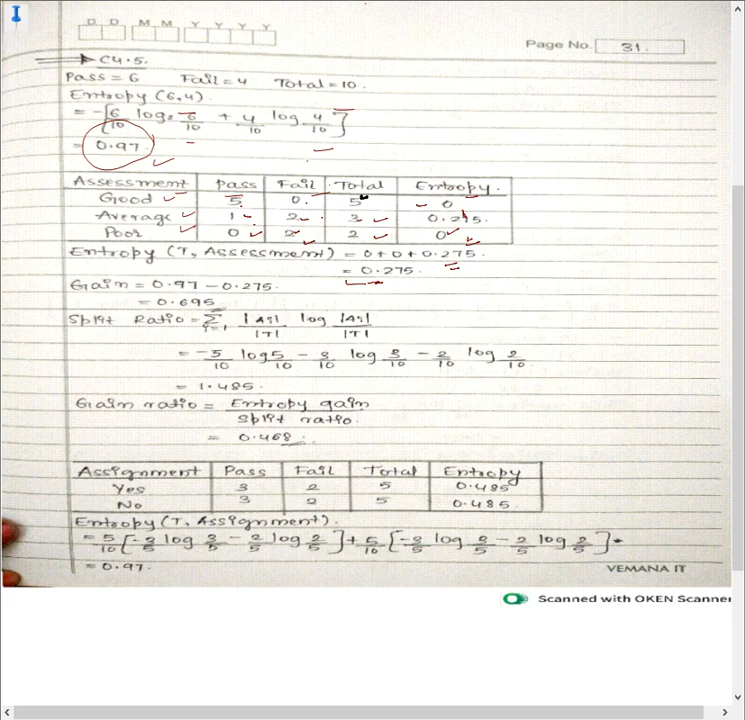 D D M M Y Y Y Y
Page No. 31.
C4.5.
Pass = 6 Fail = 4 Total = 10.
Entropy (6,4)
= -[6/10 log₂ 6/10 + 4/10 log 4/10]
= 0.97
Assessment Pass Fail Total Entropy.
Good 5 0. 5 0
Average 1 2 3 0.275.
Poor 0 2 2 0
Entropy (T, Assessment) = 0+0+0.275.
= 0.275.
Gain = 0.97 - 0.275.
= 0.695
Split Ratio = Σ i=1 |Ai|/|T| log |Ai|/|T|
= -5/10 log 5/10 - 3/10 log 3/10 - 2/10 log 2/10
= 1.485.
Gain ratio = Entropy gain / Split ratio.
= 0.468
Assignment Pass Fail Total Entropy
Yes 3 2 5 0.485
No 3 2 5 0.485.
Entropy (T, Assignment).
= 5/10 [-3/5 log 3/5 - 2/5 log 2/5] + 5/10 [-3/5 log 3/5 - 2/5 log 2/5]
= 0.97.
VEMANA IT
Scanned with OKEN Scanner